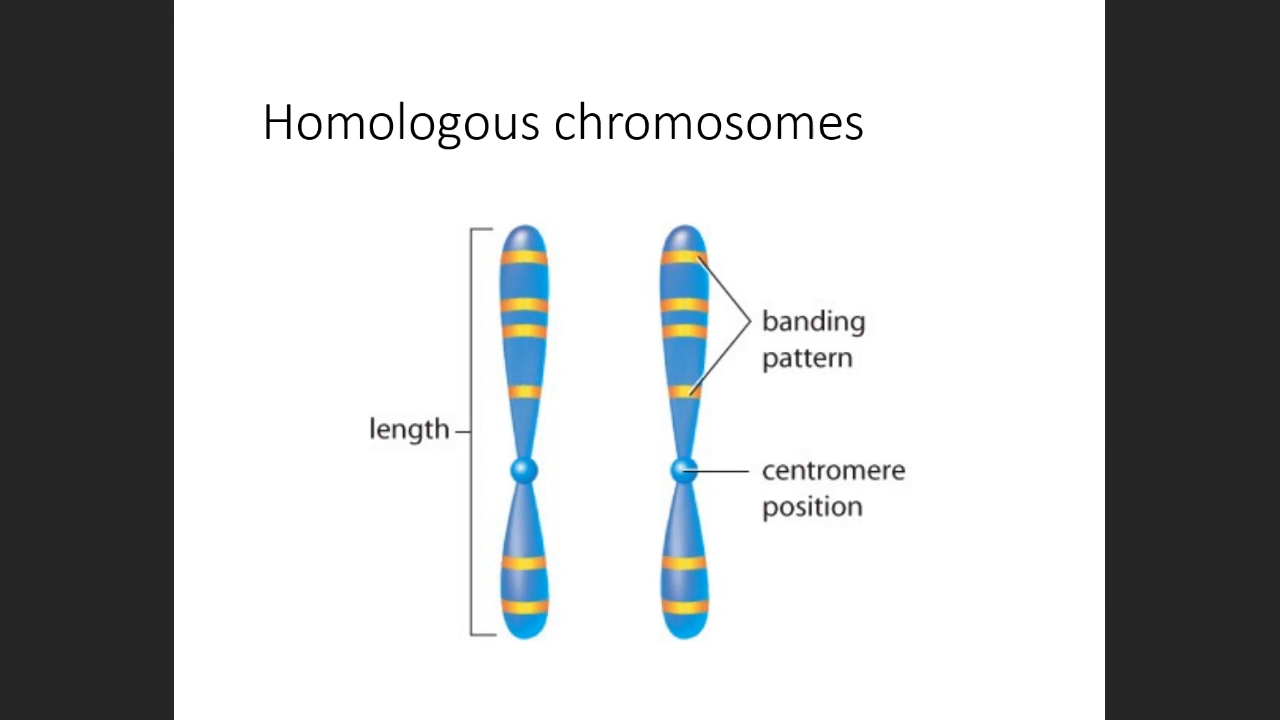 Homologous chromosomes
banding
pattern
length
centromere
position